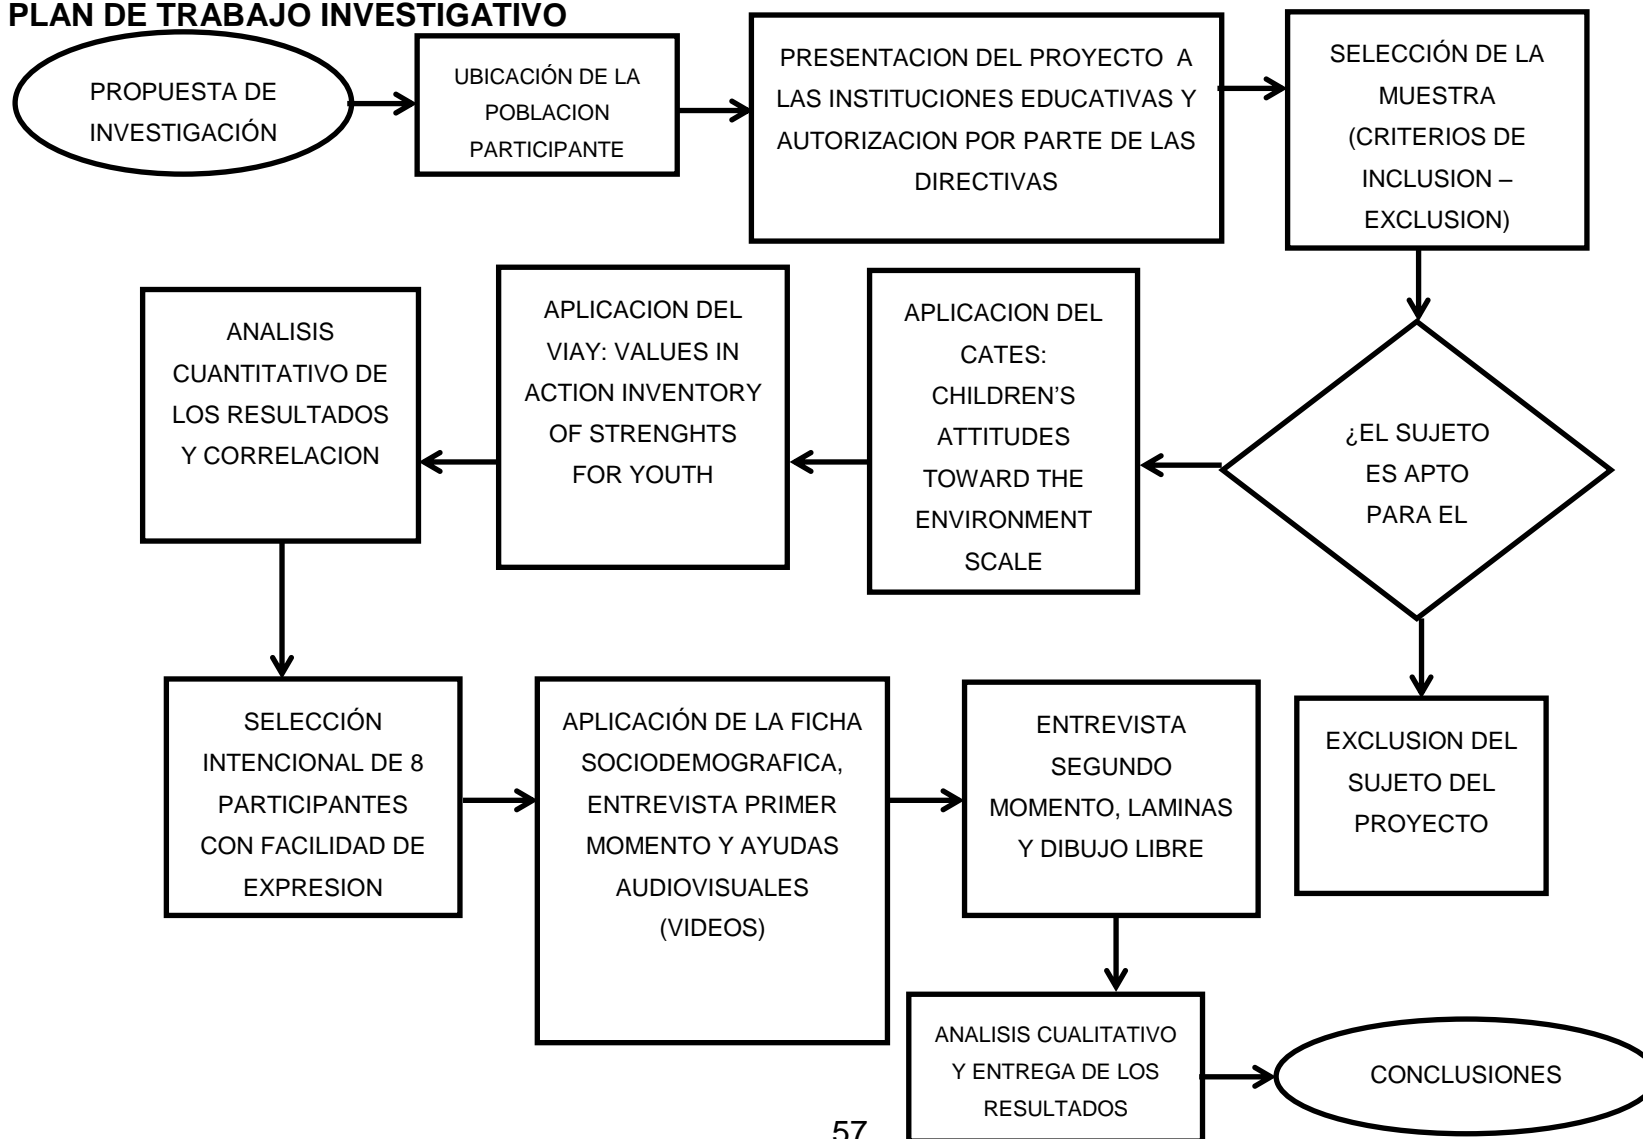 PLAN DE TRABAJO INVESTIGATIVO
PROPUESTA DE
INVESTIGACIÓN
UBICACIÓN DE LA
POBLACION
PARTICIPANTE
PRESENTACION DEL PROYECTO A
LAS INSTITUCIONES EDUCATIVAS Y
AUTORIZACION POR PARTE DE LAS
DIRECTIVAS
SELECCIÓN DE LA
MUESTRA
(CRITERIOS DE
INCLUSION –
EXCLUSION)
¿EL SUJETO
ES APTO
PARA EL
APLICACION DEL
CATES:
CHILDREN’S
ATTITUDES
TOWARD THE
ENVIRONMENT
SCALE
APLICACION DEL
VIAY: VALUES IN
ACTION INVENTORY
OF STRENGHTS
FOR YOUTH
ANALISIS
CUANTITATIVO DE
LOS RESULTADOS
Y CORRELACION
SELECCIÓN
INTENCIONAL DE 8
PARTICIPANTES
CON FACILIDAD DE
EXPRESION
APLICACIÓN DE LA FICHA
SOCIODEMOGRAFICA,
ENTREVISTA PRIMER
MOMENTO Y AYUDAS
AUDIOVISUALES
(VIDEOS)
ENTREVISTA
SEGUNDO
MOMENTO, LAMINAS
Y DIBUJO LIBRE
EXCLUSION DEL
SUJETO DEL
PROYECTO
ANALISIS CUALITATIVO
Y ENTREGA DE LOS
RESULTADOS
CONCLUSIONES
57